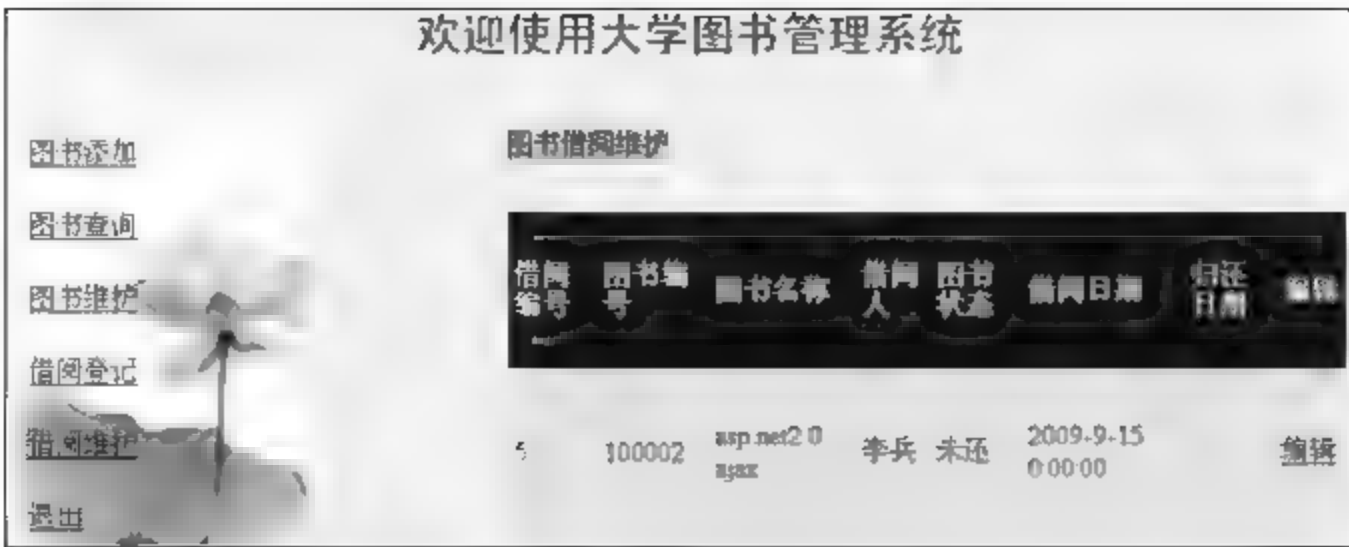 欢迎使用大学图书管理系统
图书添加
图书查询
图书维护
借阅登记
借阅维护
退出
图书借阅维护
借阅编号 图书编号 图书名称 借阅人 图书状态 借阅日期 归还日期 编辑
100002 asp.net2.0 ajax 李兵 未还 2009-9-15 0:00:00 编辑